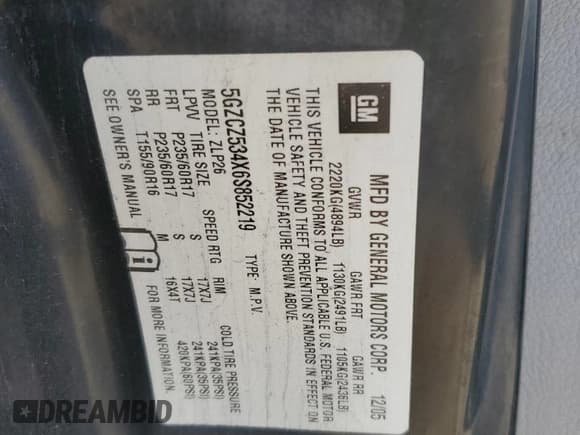 GM
MFD BY GENERAL MOTORS CORP. 12/05
GVWR GAWR FRT GAWR RR
2220KG(4894LB) 1130KG(2491LB) 1105KG(2436LB)
THIS VEHICLE CONFORMS TO ALL APPLICABLE U.S. FEDERAL MOTOR
VEHICLE SAFETY AND THEFT PREVENTION STANDARDS IN EFFECT ON
THE DATE OF MANUFACTURE SHOWN ABOVE.
5GZCZ534X6S852219 TYPE: M.P.V.
MODEL: ZLP26
LPVV TIRE SIZE SPEED RTG RIM COLD TIRE PRESSURE
FRT P235/60R17 S 17X7J 241KPA(35PSI)
RR P235/60R17 S 17X7J 241KPA(35PSI)
SPA T155/90R16 M 16X4T 420KPA(60PSI)
SEE OWNER'S MANUAL i FOR MORE INFORMATION
DREAMBID